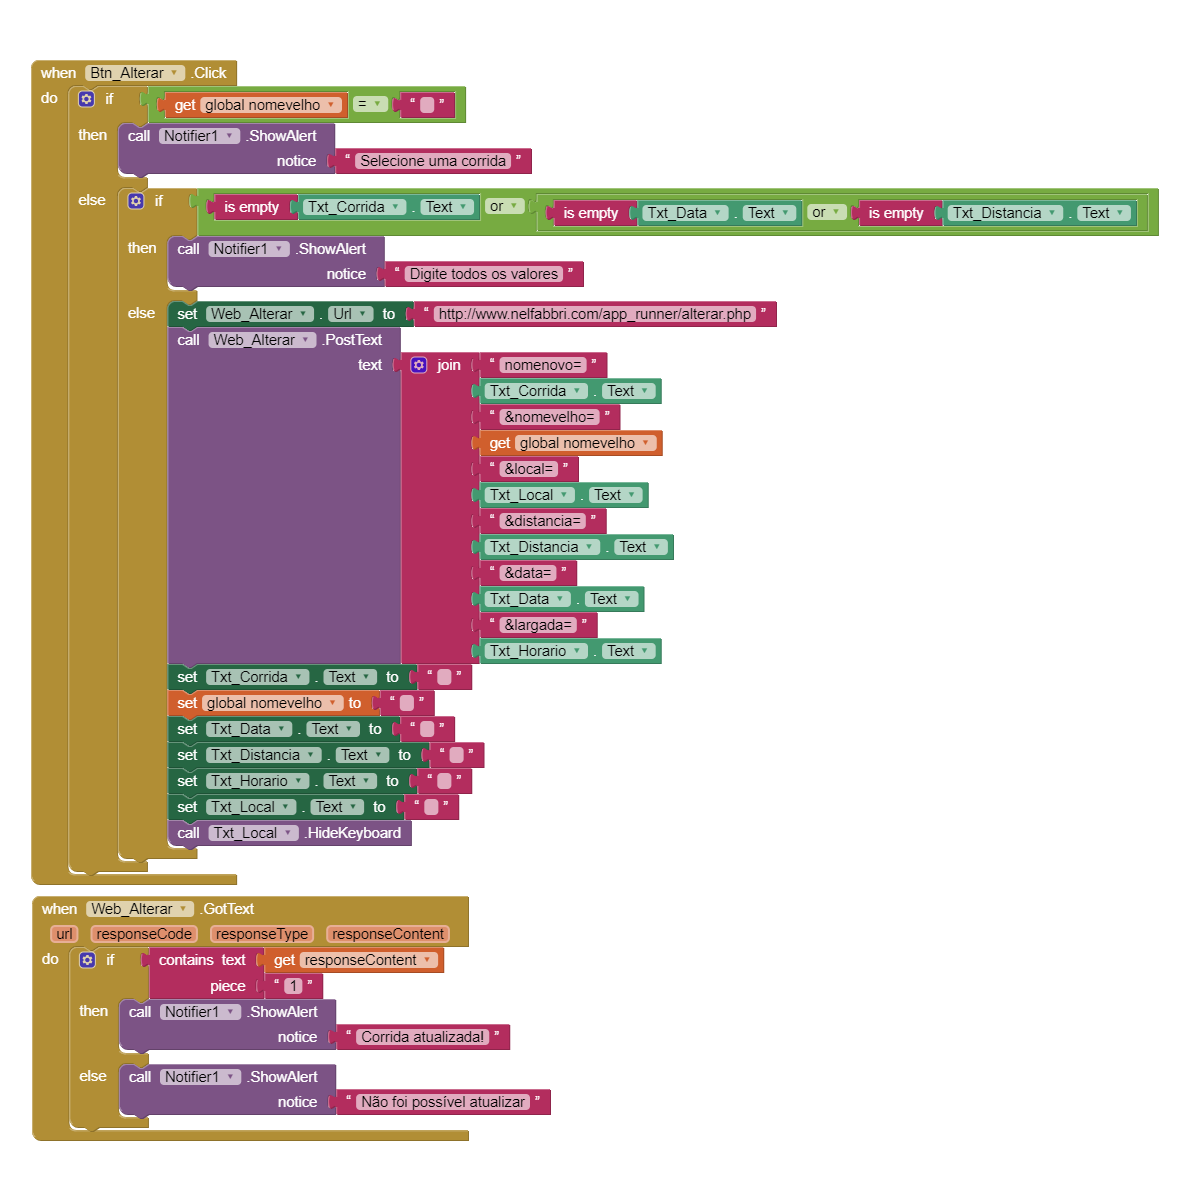 when Btn_Alterar .Click
do if get global nomevelho = “ ”
then call Notifier1 .ShowAlert
notice “ Selecione uma corrida ”
else if is empty Txt_Corrida . Text or is empty Txt_Data . Text or is empty Txt_Distancia . Text
then call Notifier1 .ShowAlert
notice “ Digite todos os valores ”
else set Web_Alterar . Url to “ http://www.nelfabbri.com/app_runner/alterar.php ”
call Web_Alterar .PostText
text join “ nomenovo= ”
Txt_Corrida . Text
“ &nomevelho= ”
get global nomevelho
“ &local= ”
Txt_Local . Text
“ &distancia= ”
Txt_Distancia . Text
“ &data= ”
Txt_Data . Text
“ &largada= ”
Txt_Horario . Text
set Txt_Corrida . Text to “ ”
set global nomevelho to “ ”
set Txt_Data . Text to “ ”
set Txt_Distancia . Text to “ ”
set Txt_Horario . Text to “ ”
set Txt_Local . Text to “ ”
call Txt_Local .HideKeyboard
when Web_Alterar .GotText
url responseCode responseType responseContent
do if contains text get responseContent
piece “ 1 ”
then call Notifier1 .ShowAlert
notice “ Corrida atualizada! ”
else call Notifier1 .ShowAlert
notice “ Não foi possível atualizar ”